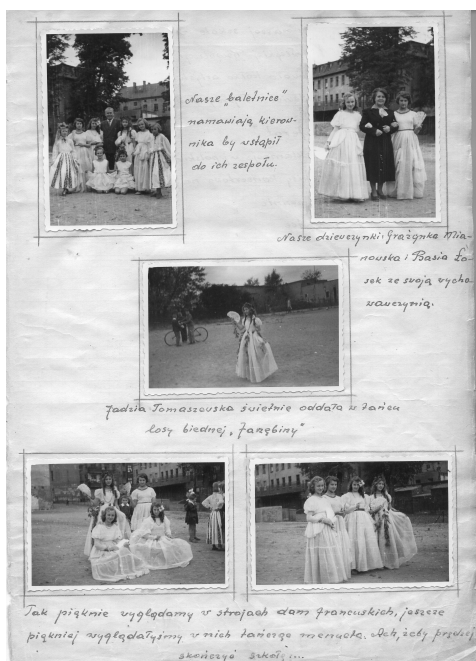 Nasze „baletnice"
namawiają kierow-
nika by wstąpił
do ich zespołu.
Nasze dziewczynki: Grażynka Mia-
nowska i Basia Ło-
sek ze swoją wycho-
wawczynią.
Jadzia Tomaszowska świetnie oddała w tańcu
losy biednej „Jarzębiny"
Tak pięknie wyglądamy w strojach dam francuskich, jeszcze
piękniej wyglądałyśmy w nich tańcząc menueta. Ach, żeby prędzej
skończyć szkołę...